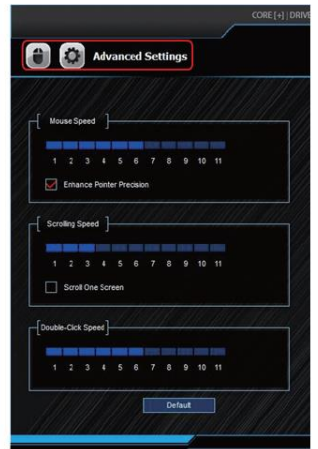 CORE [+] | DRIVE
Advanced Settings
Mouse Speed
1 2 3 4 5 6 7 8 9 10 11
Enhance Pointer Precision
Scrolling Speed
1 2 3 4 5 6 7 8 9 10 11
Scroll One Screen
Double-Click Speed
1 2 3 4 5 6 7 8 9 10 11
Default